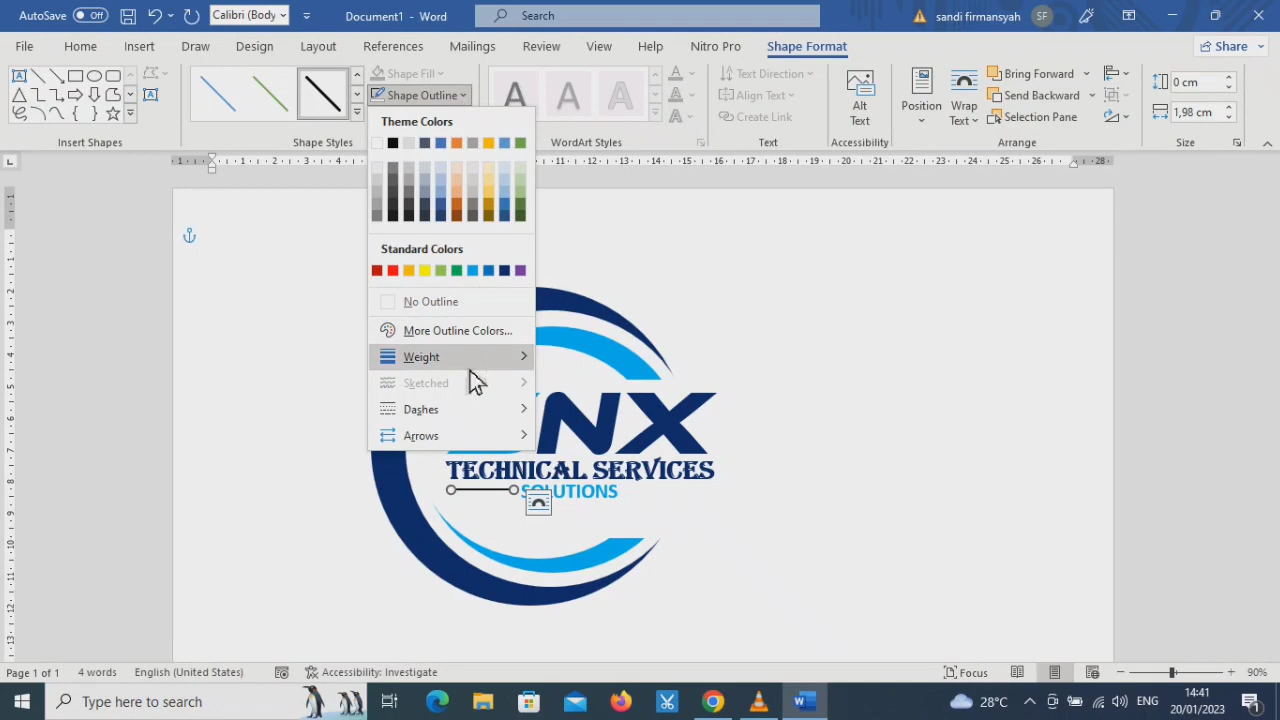 AutoSave Off Calibri (Body Document1 - Word Search sandi firmansyah SF
File Home Insert Draw Design Layout References Mailings Review View Help Nitro Pro Shape Format Share
Shape Fill Text Direction Bring Forward 0 cm
Shape Outline A A A Align Text Alt Text Position Wrap Text Send Backward
Create Link Selection Pane 1,98 cm
Insert Shapes Shape Styles WordArt Styles Text Accessibility Arrange Size
Theme Colors
Standard Colors
No Outline
More Outline Colors...
Weight
Sketched
Dashes
Arrows
NX
TECHNICAL SERVICES
SOLUTIONS
Page 1 of 1 4 words English (United States) Accessibility: Investigate Focus 90%
Type here to search 28°C ENG 14:41
20/01/2023